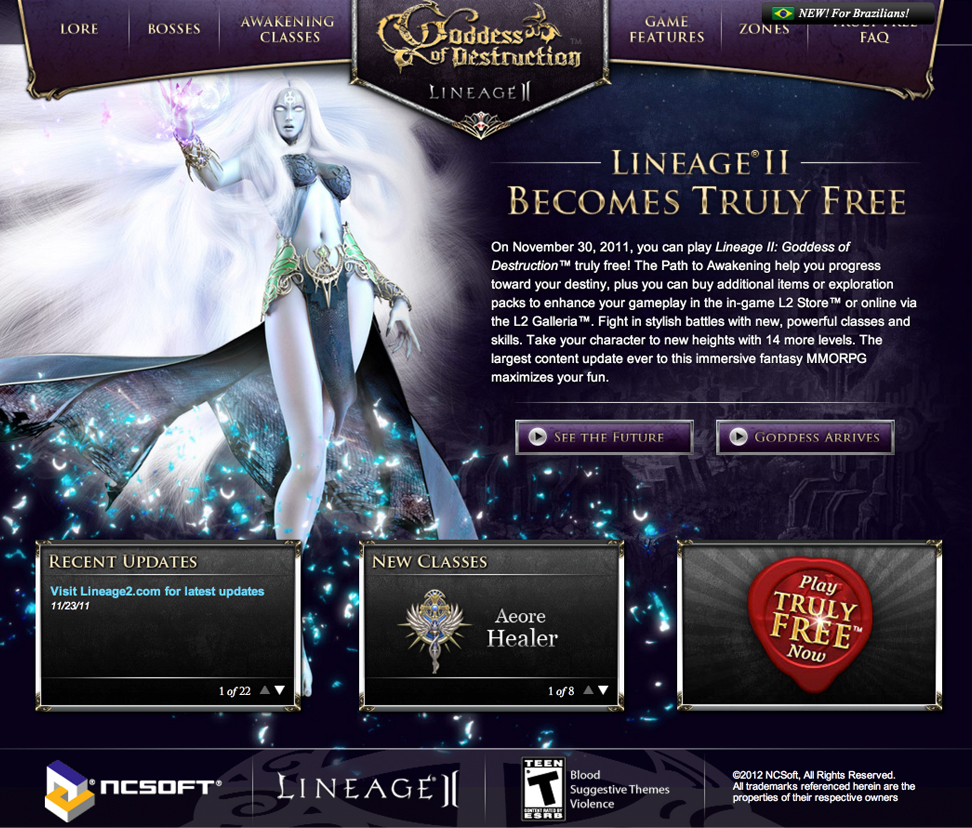 LORE
BOSSES
AWAKENING
CLASSES
Goddess
of Destruction™
LINEAGE II
GAME
FEATURES
ZONES
NEW! For Brazilians!
TRULY FREE
FAQ
LINEAGE® II
BECOMES TRULY FREE
On November 30, 2011, you can play Lineage II: Goddess of
Destruction™ truly free! The Path to Awakening help you progress
toward your destiny, plus you can buy additional items or exploration
packs to enhance your gameplay in the in-game L2 Store™ or online via
the L2 Galleria™. Fight in stylish battles with new, powerful classes and
skills. Take your character to new heights with 14 more levels. The
largest content update ever to this immersive fantasy MMORPG
maximizes your fun.
SEE THE FUTURE
GODDESS ARRIVES
RECENT UPDATES
Visit Lineage2.com for latest updates
11/23/11
1 of 22
NEW CLASSES
Aeore
Healer
1 of 8
Play
TRULY
FREE™
Now
NCSOFT®
LINEAGE® II
TEEN
T
CONTENT RATED BY
ESRB
Blood
Suggestive Themes
Violence
©2012 NCSoft, All Rights Reserved.
All trademarks referenced herein are the
properties of their respective owners